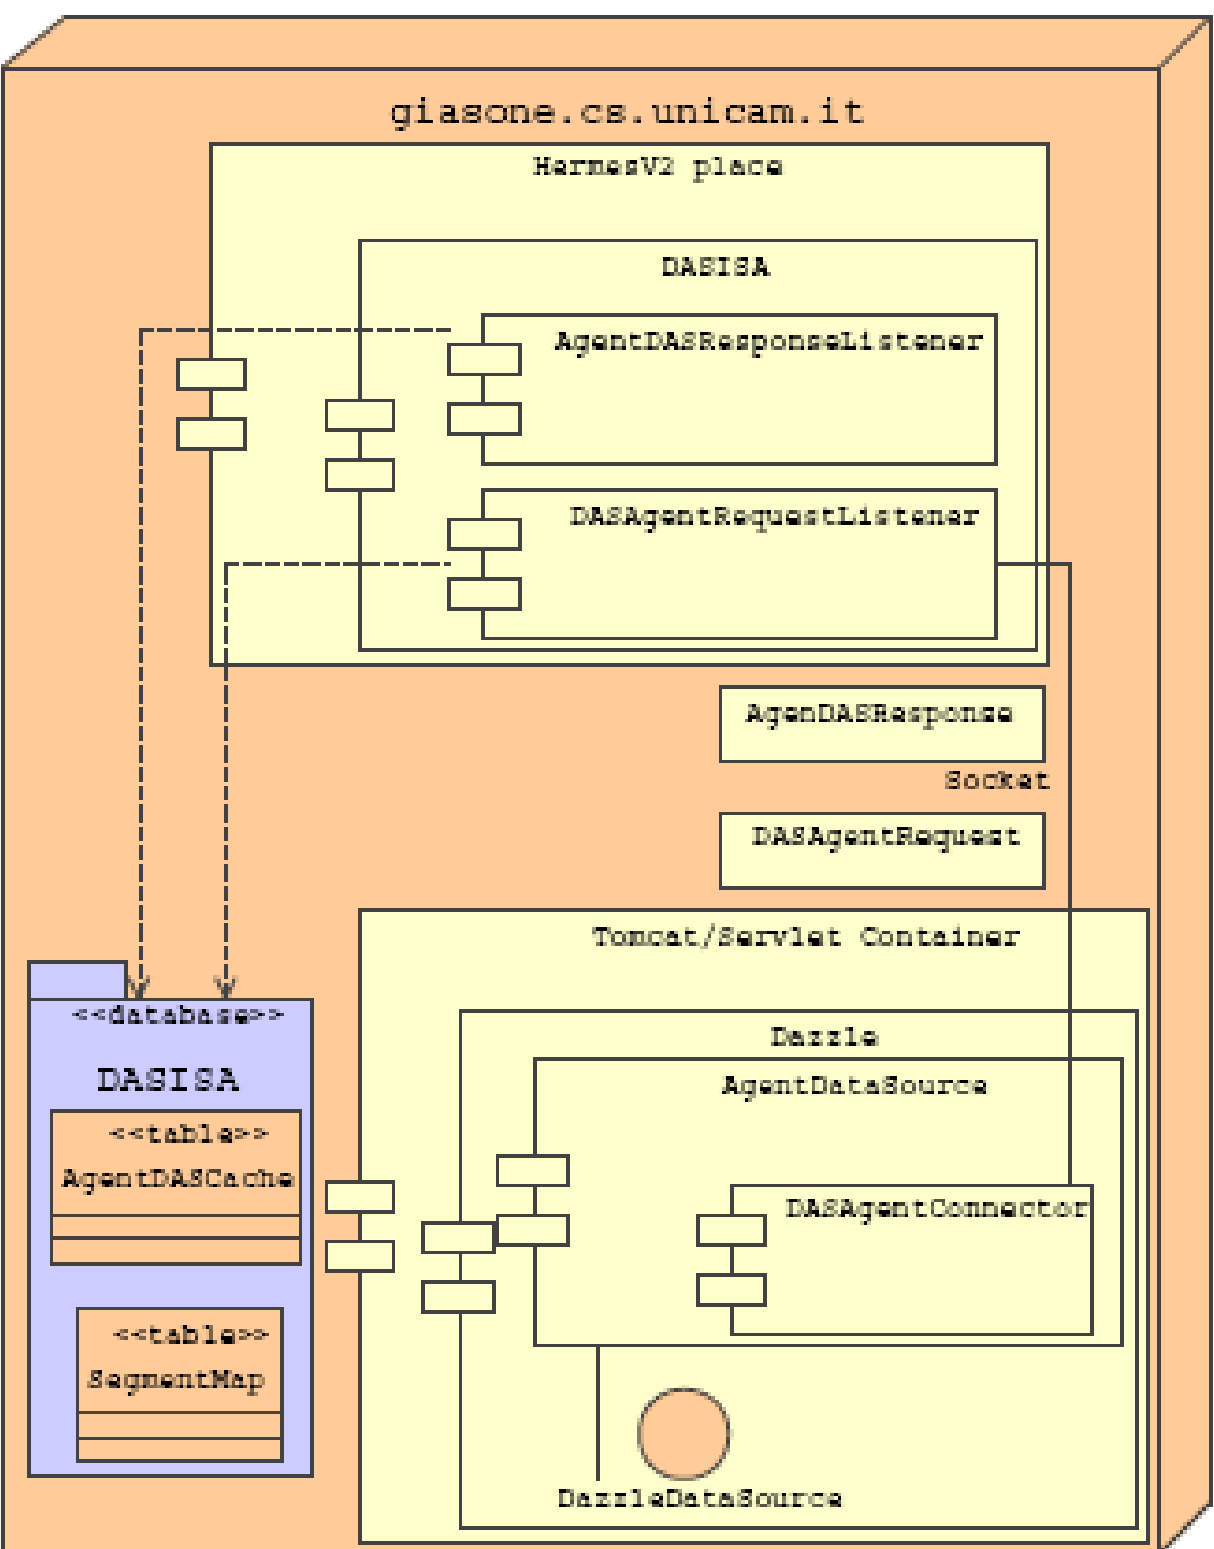 giasone.cs.unicam.it
HermesV2 place
DASISA
AgentDASResponseListener
DASAgentRequestListener
AgenDASResponse
Socket
DASAgentRequest
Tomcat/Servlet Container
Dazzle
AgentDataSource
DASAgentConnector
DazzleDataSource
<<database>>
DASISA
<<table>>
AgentDASCache
<<table>>
SegmentMap